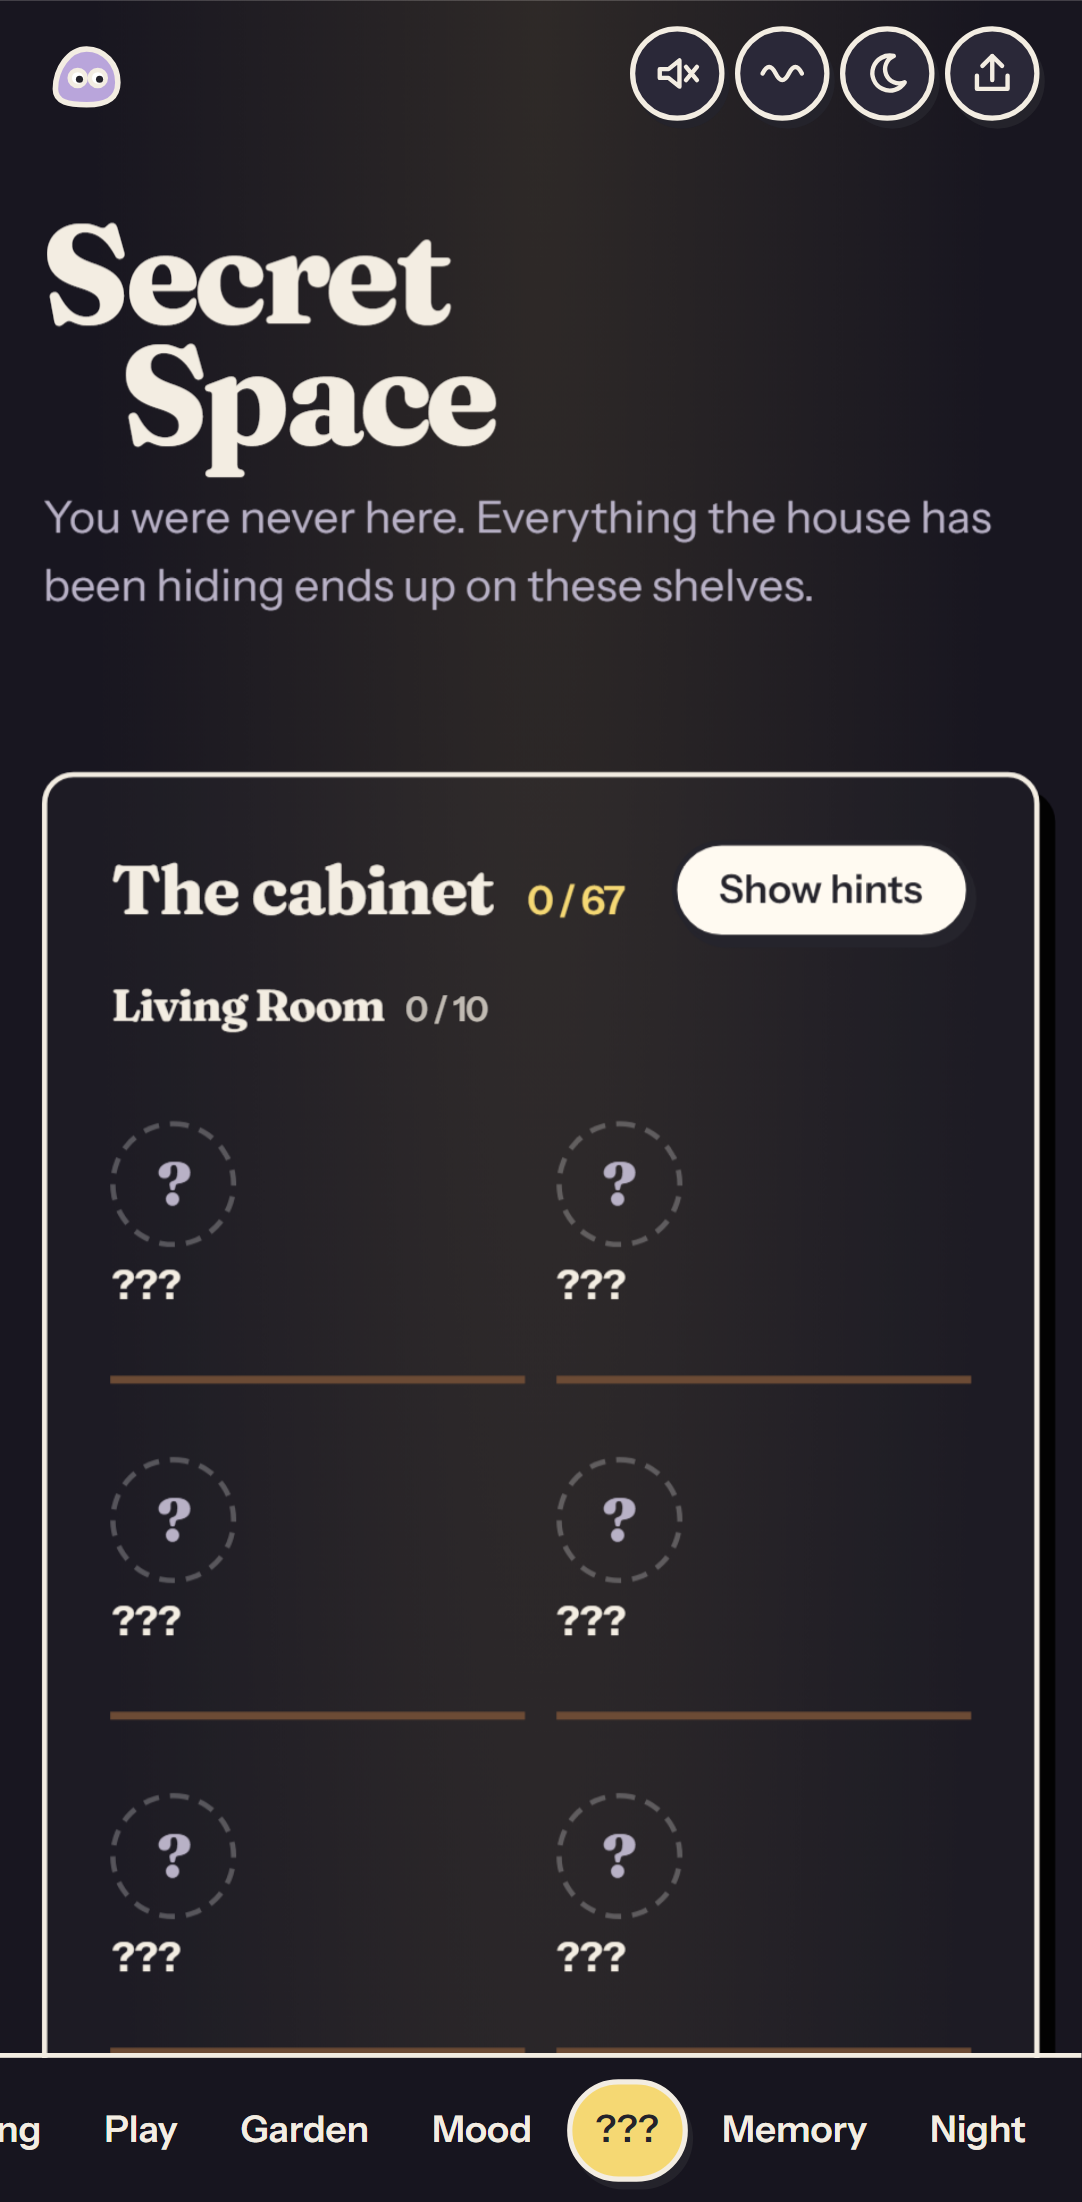 Secret
Space
You were never here. Everything the house has
been hiding ends up on these shelves.
The cabinet 0/67 Show hints
Living Room 0/10
? ?
??? ???
? ?
??? ???
? ?
??? ???
ng Play Garden Mood ??? Memory Night